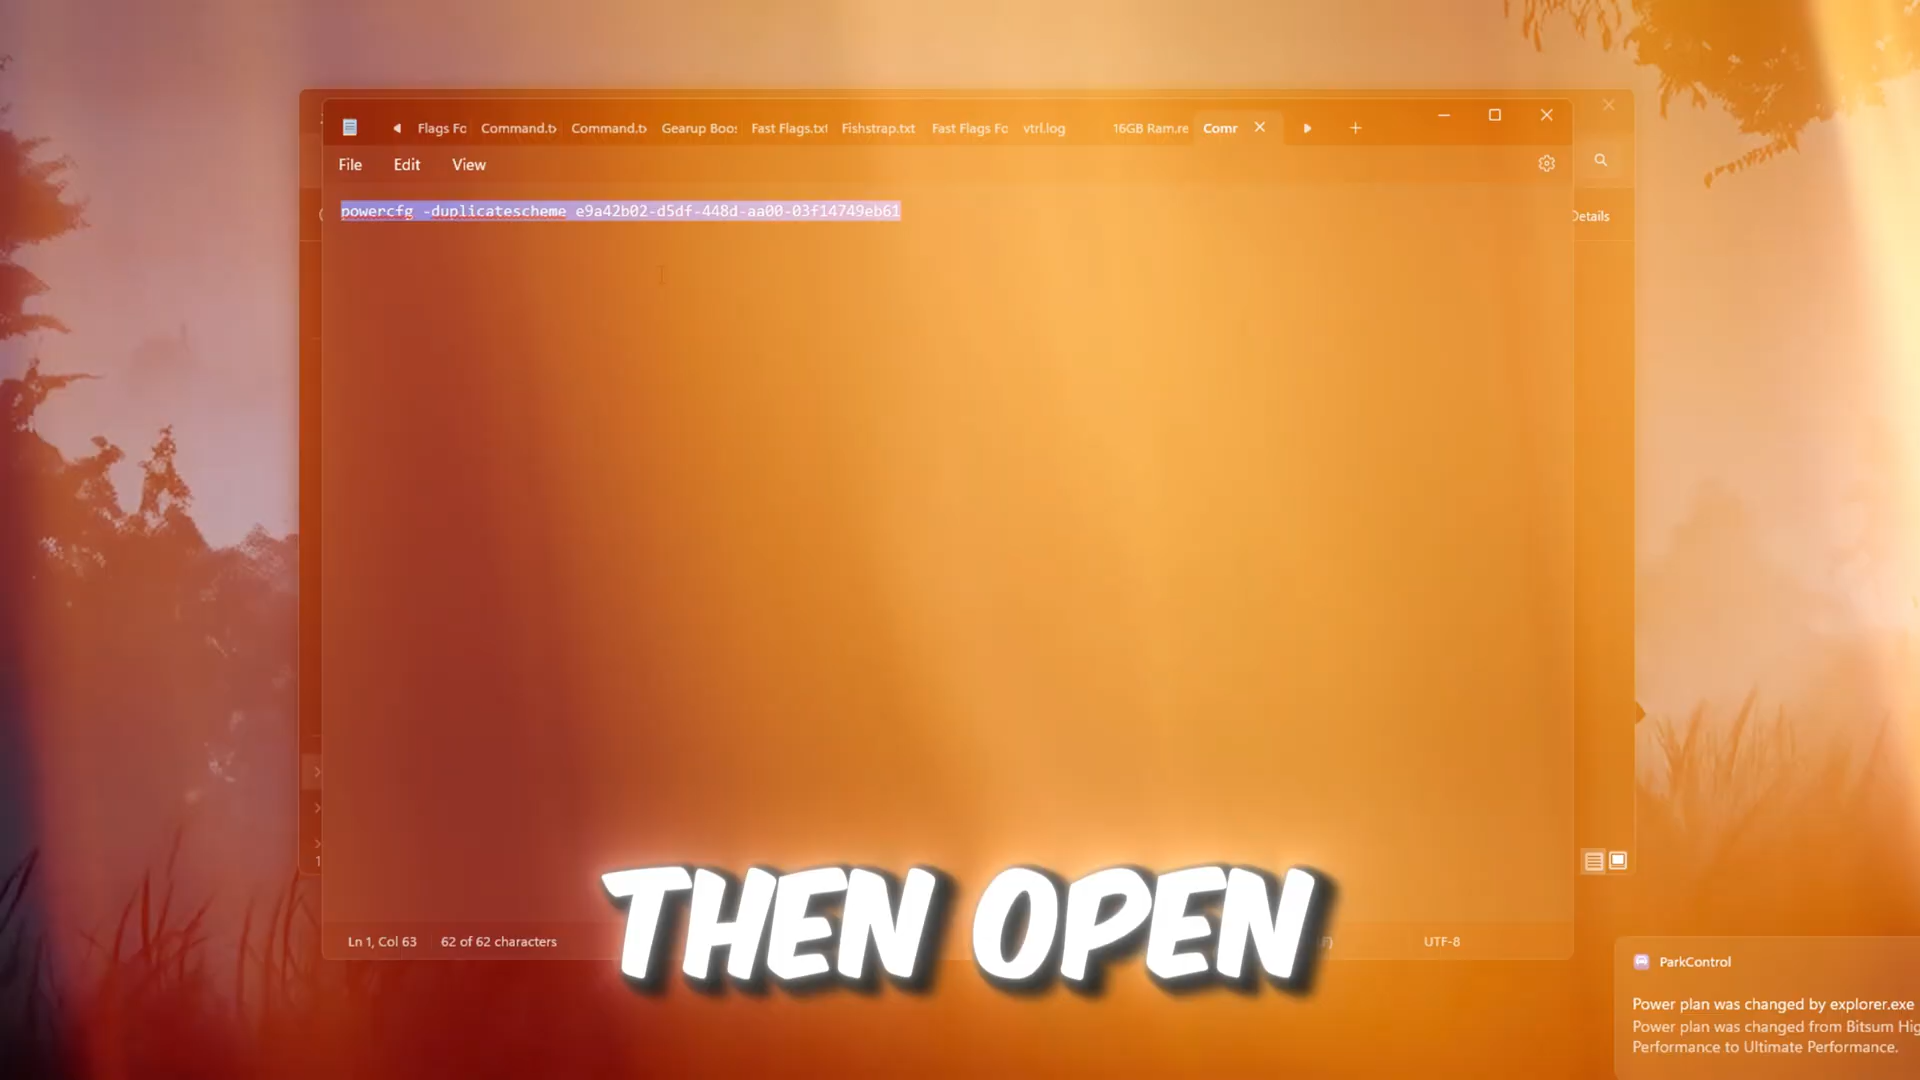 Flags Fo Command.t Command.t Gearup Boo Fast Flags.txt Fishstrap.txt Fast Flags Fo vtrl.log 16GB Ram.re Comr
File Edit View
powercfg -duplicatescheme e9a42b02-d5df-448d-aa00-03f14749eb61
Details
THEN OPEN
Ln 1, Col 63 62 of 62 characters UTF-8
ParkControl
Power plan was changed by explorer.exe
Power plan was changed from Bitsum Hig
Performance to Ultimate Performance.